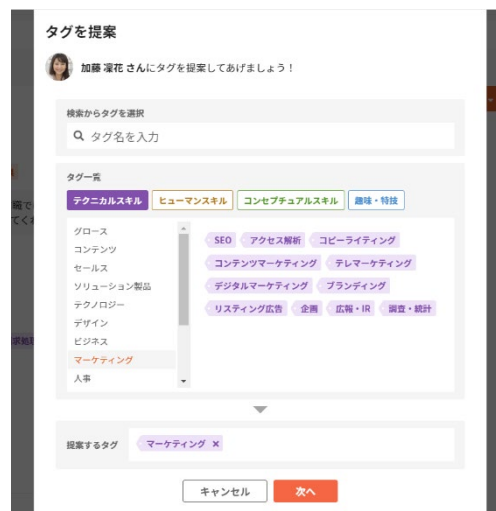 タグを提案
加藤 凜花 さんにタグを提案してあげましょう！
検索からタグを選択
タグ名を入力
タグ一覧
テクニカルスキル ヒューマンスキル コンセプチュアルスキル 趣味・特技
グロース
コンテンツ
セールス
ソリューション製品
テクノロジー
デザイン
ビジネス
マーケティング
人事
SEO アクセス解析 コピーライティング
コンテンツマーケティング テレマーケティング
デジタルマーケティング ブランディング
リスティング広告 企画 広報・IR 調査・統計
提案するタグ マーケティング ×
キャンセル 次へ